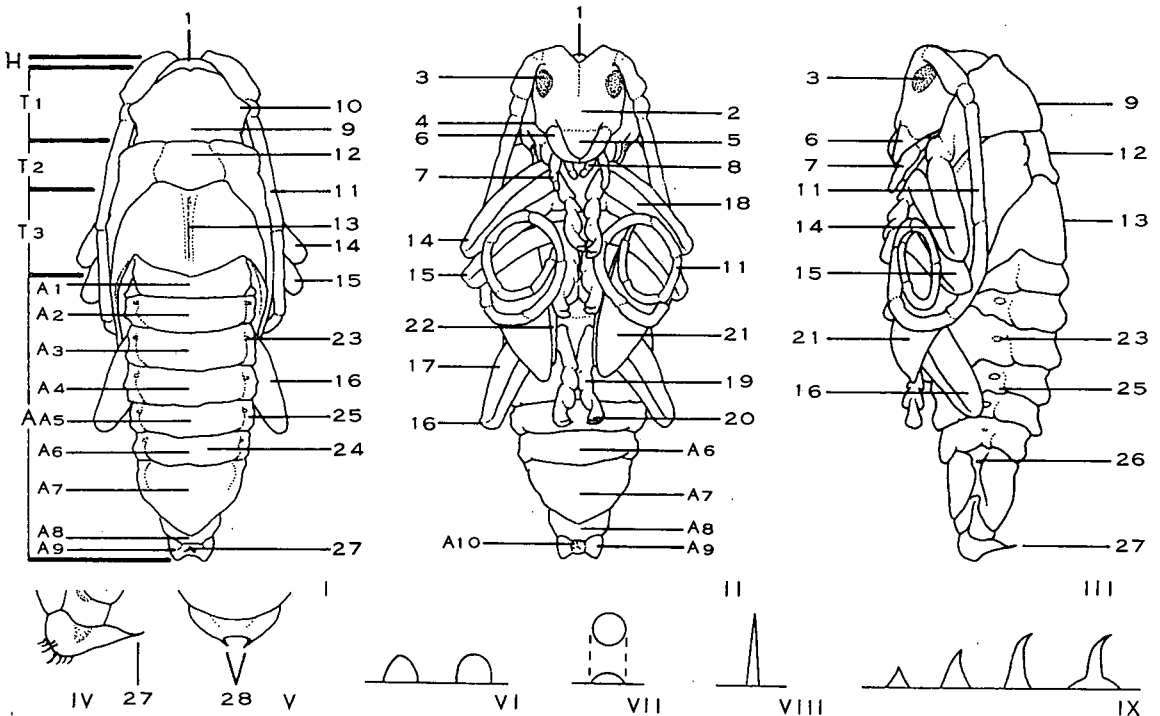 1 1
H
T1 10 3 2 3 9
9 4
12 6 5 6 12
T2 7 8 7
11 18 11 13
T3 13
14 14 14
15 15 11 15
A1
A2 22 21 23
A3 23 21
A4 16 17 19 16 25
A A5 25 16 20
A6 24 A6 26
A7 A7
A8 A8
A9 27 A10 A9 27
I II III
IV 27 28 V VI VII VIII IX